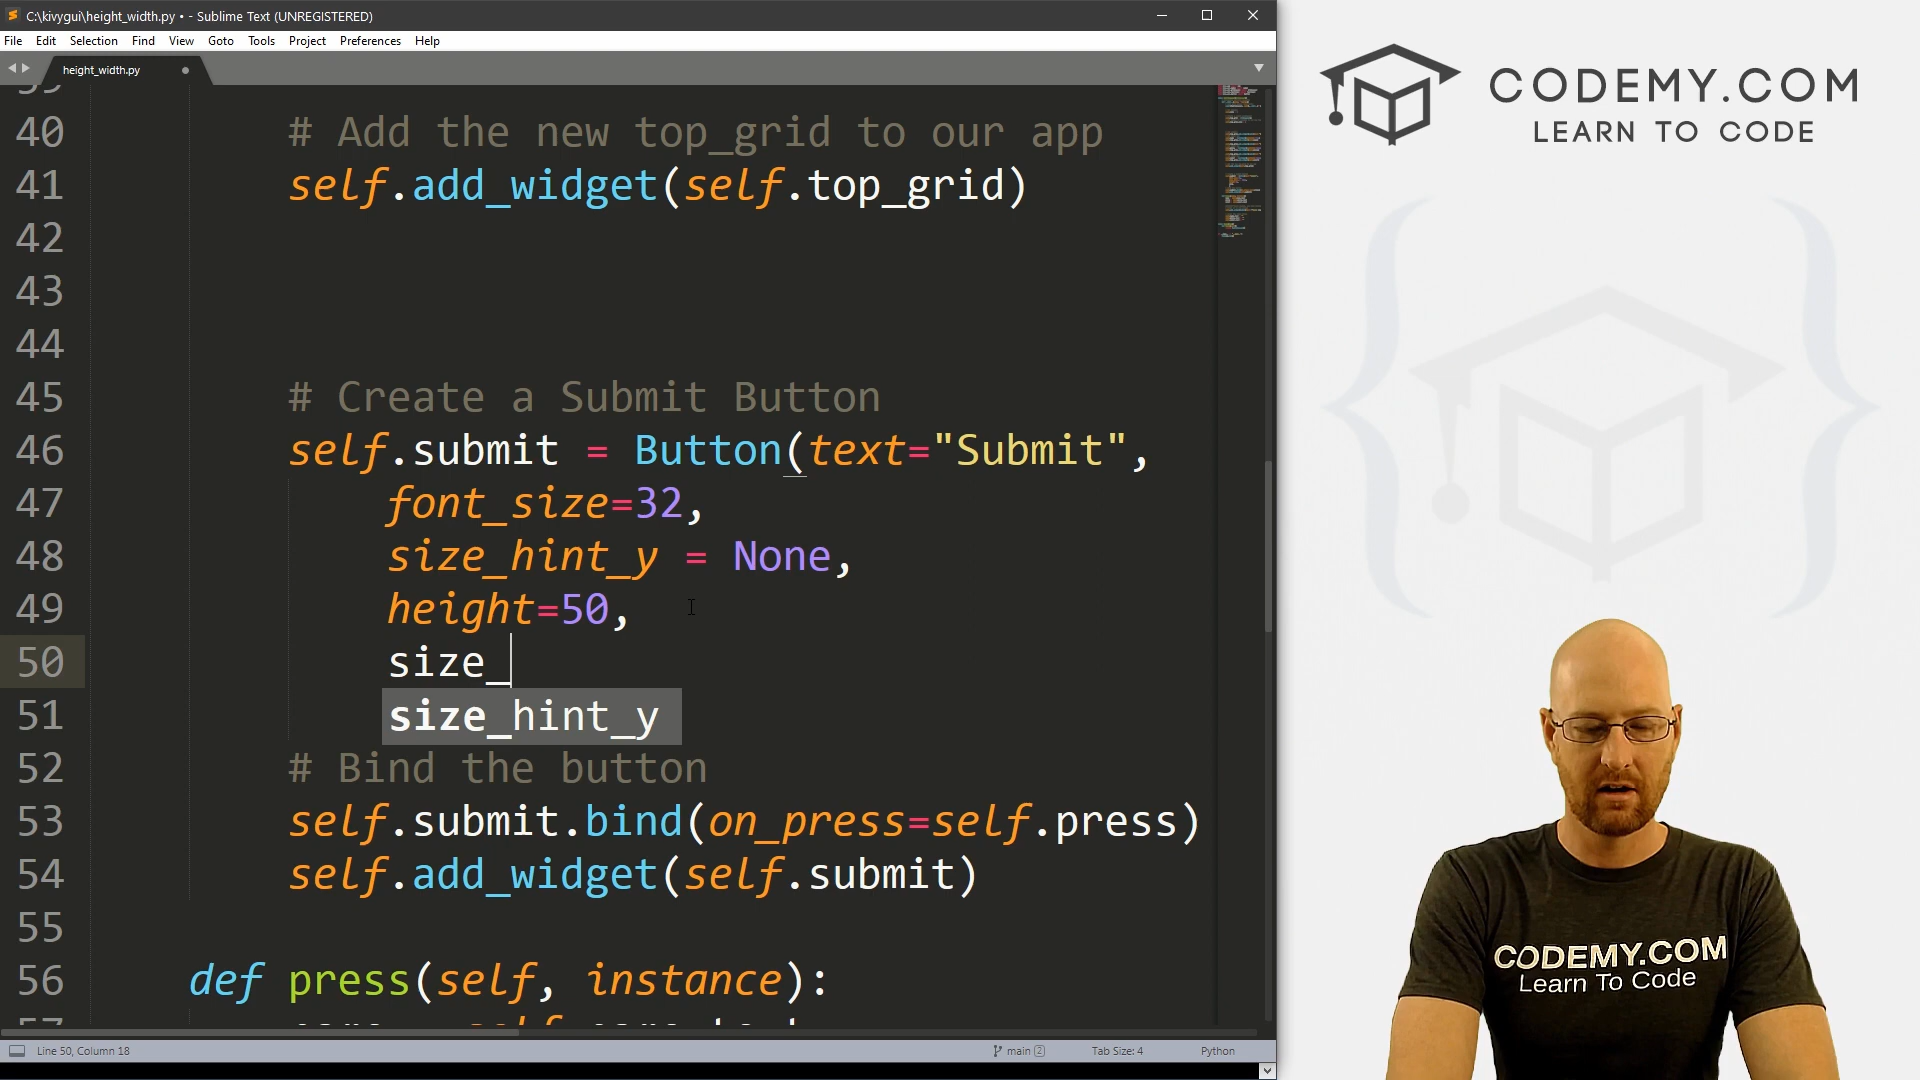 C:\kivygui\height_width.py • - Sublime Text (UNREGISTERED)
File Edit Selection Find View Goto Tools Project Preferences Help
height_width.py
40 # Add the new top_grid to our app
41 self.add_widget(self.top_grid)
42
43
44
45 # Create a Submit Button
46 self.submit = Button(text="Submit",
47 font_size=32,
48 size_hint_y = None,
49 height=50,
50 size_
51 size_hint_y
52 # Bind the button
53 self.submit.bind(on_press=self.press)
54 self.add_widget(self.submit)
55
56 def press(self, instance):
Line 50, Column 18
main 2
Tab Size: 4
Python
CODEMY.COM
LEARN TO CODE
CODEMY.COM
Learn To Code